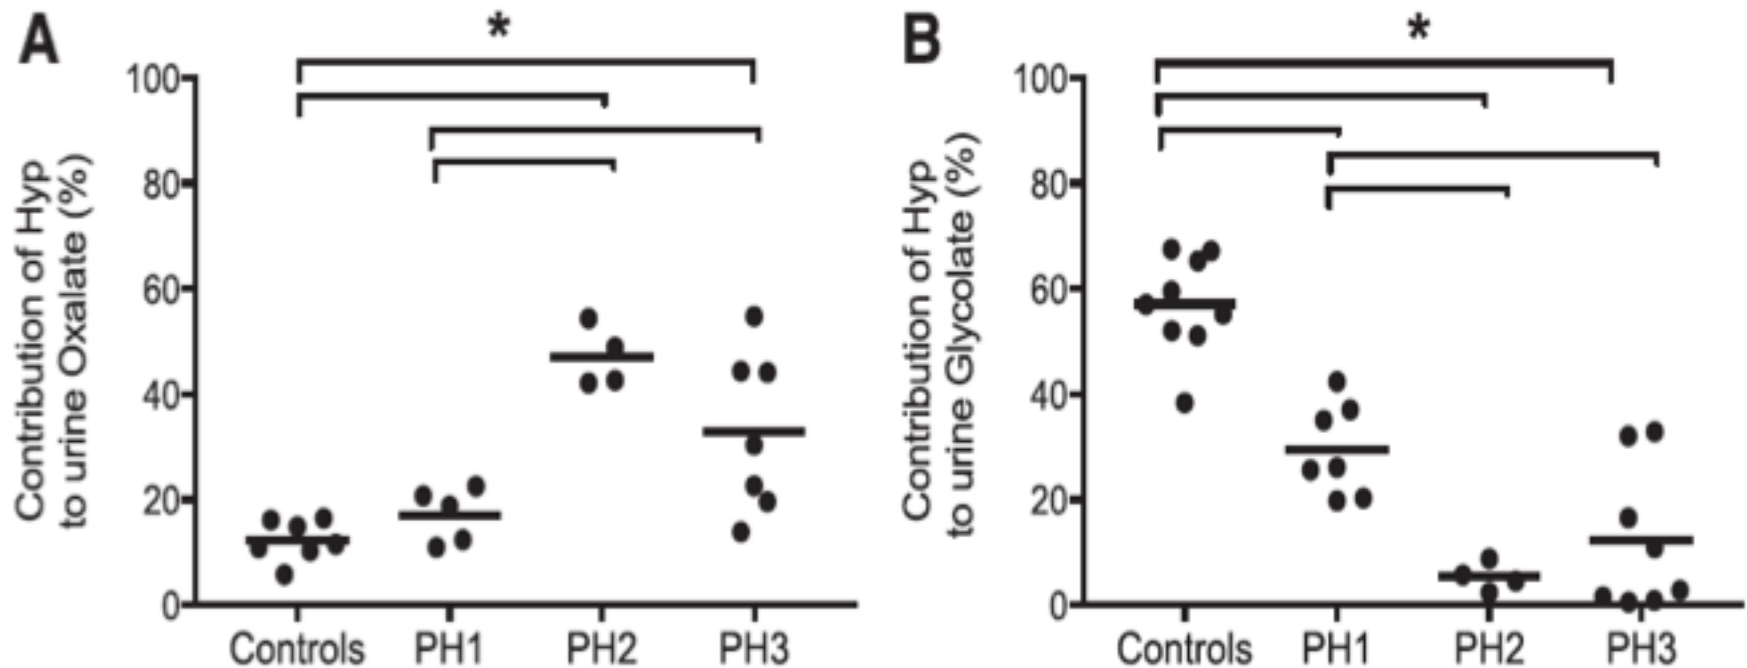 A
*
Contribution of Hyp
to urine Oxalate (%)
100
80
60
40
20
0
Controls PH1 PH2 PH3
B
*
Contribution of Hyp
to urine Glycolate (%)
100
80
60
40
20
0
Controls PH1 PH2 PH3